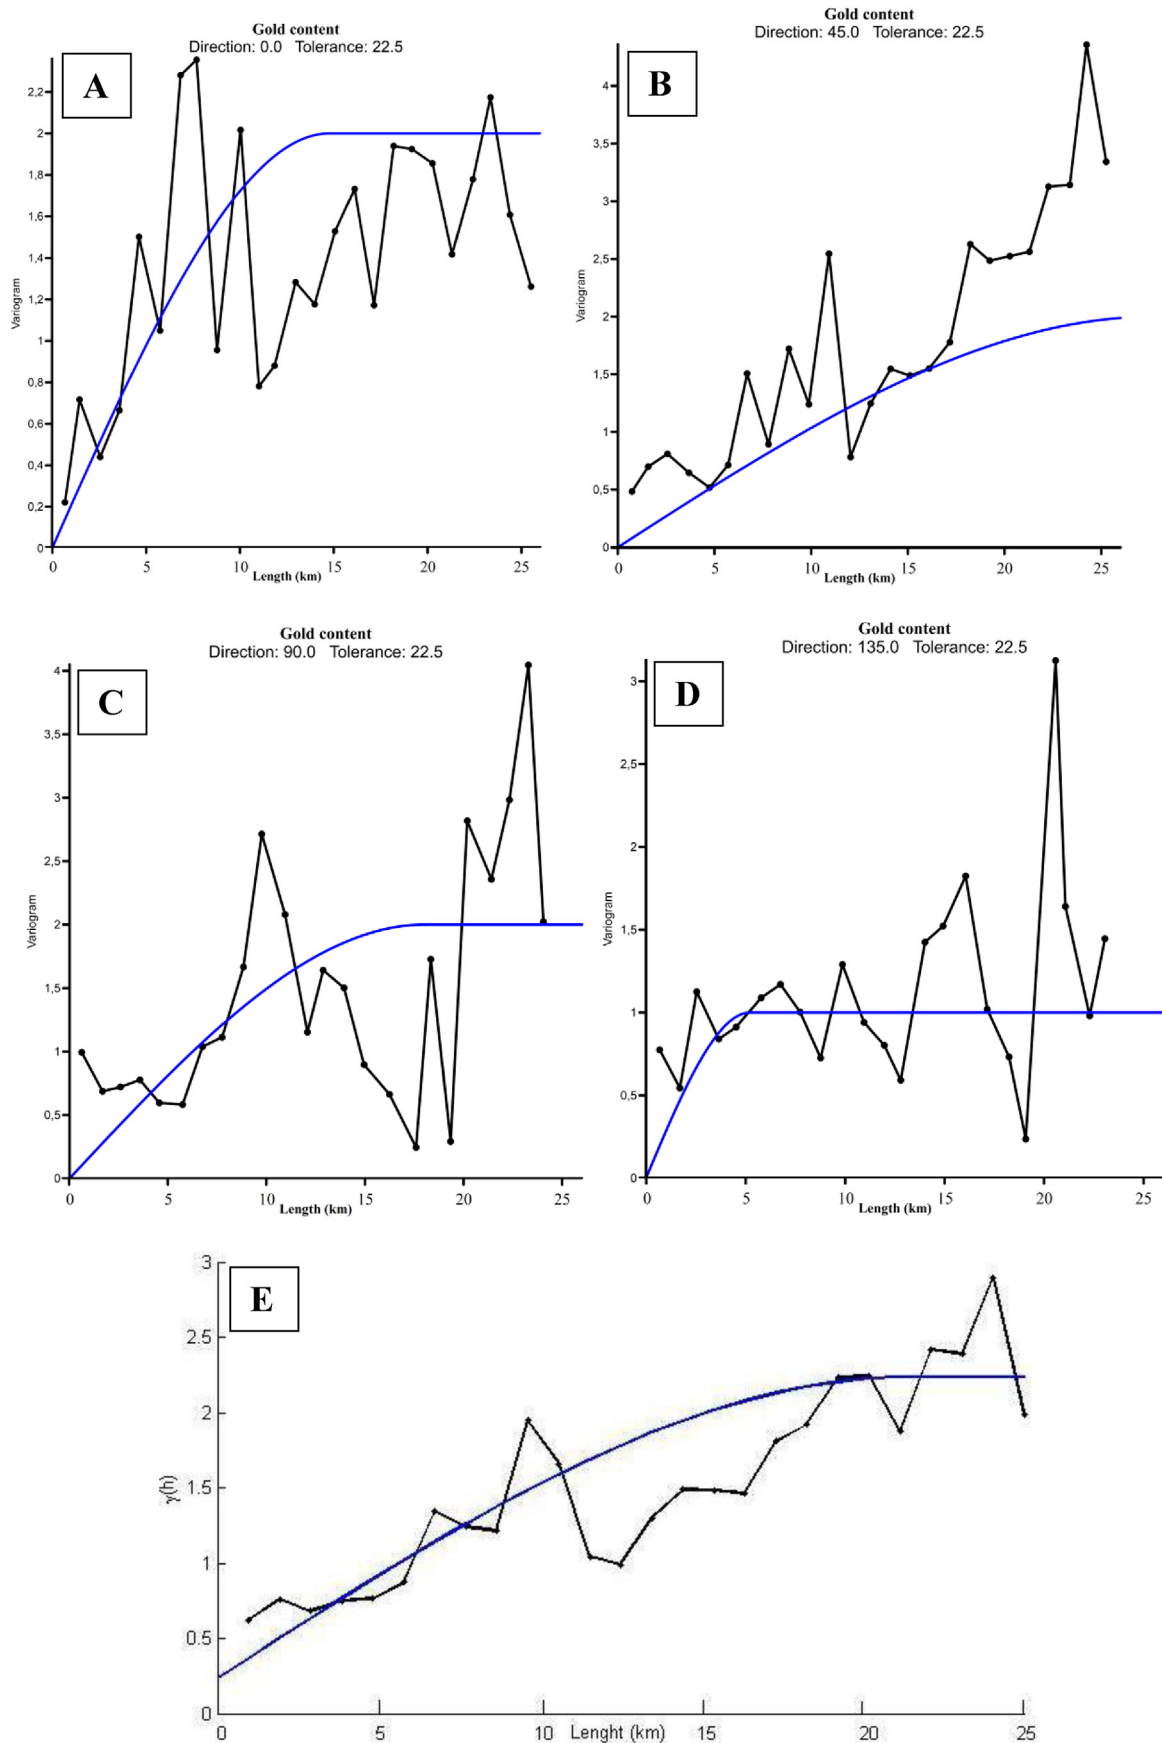 Gold content
Direction: 0.0 Tolerance: 22.5
A
Variogram
2,2
2
1,8
1,6
1,4
1,2
1
0,8
0,6
0,4
0,2
0
0 5 10 15 20 25
Length (km)
Gold content
Direction: 45.0 Tolerance: 22.5
B
Variogram
4
3,5
3
2,5
2
1,5
1
0,5
0
0 5 10 15 20 25
Length (km)
Gold content
Direction: 90.0 Tolerance: 22.5
C
Variogram
4
3,5
3
2,5
2
1,5
1
0,5
0
0 5 10 15 20 25
Length (km)
Gold content
Direction: 135.0 Tolerance: 22.5
D
Variogram
3
2,5
2
1,5
1
0,5
0
0 5 10 15 20 25
Length (km)
E
γ(h)
3
2.5
2
1.5
1
0.5
0
0 5 10 15 20 25
Lenght (km)